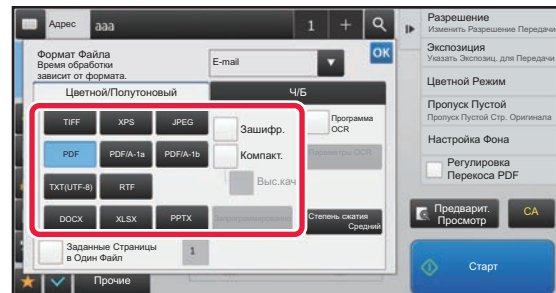 Адрес
aaa
1
Формат Файла
Время обработки
зависит от формата.
E-mail
OK
Цветной/Полутоновый
Ч/Б
TIFF
XPS
JPEG
Зашифр.
Программа
OCR
PDF
PDF/A-1a
PDF/A-1b
Компакт.
Параметры OCR
TXT(UTF-8)
RTF
Выс.кач
DOCX
XLSX
PPTX
Запрограммирование
Степень сжатия
Средний
Заданные Страницы
в Один Файл
1
Прочие
Разрешение
Изменить Разрешение Передачи
Экспозиция
Указать Экспозиц. для Передачи
Цветной Режим
Пропуск Пустой
Пропуск Пустой Стр. Оригинала
Настройка Фона
Регулировка
Перекоса PDF
Предварит.
Просмотр
CA
Старт